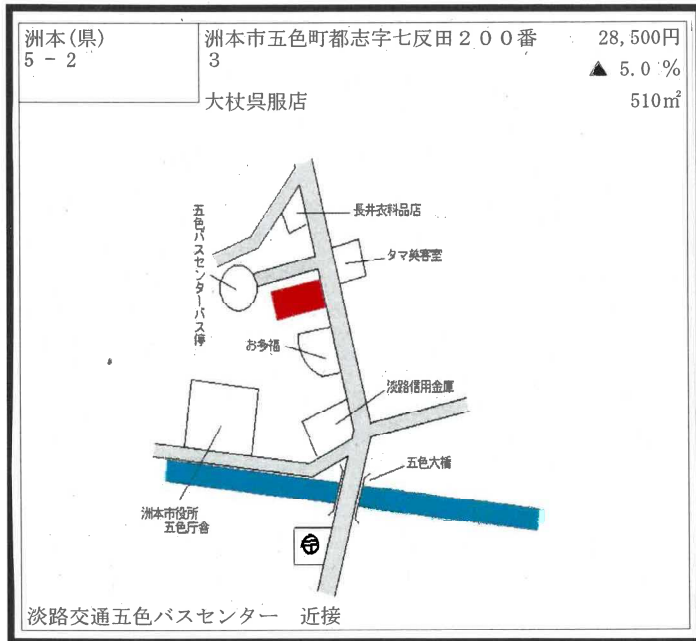 洲本(県)
5－2
洲本市五色町都志字七反田２００番
3
大杖呉服店
28,500円
▲ 5.0 %
510㎡
長井衣料品店
タマ美容室
五色バスセンターバス停
お多福
淡路信用金庫
五色大橋
洲本市役所
五色庁舎
淡路交通五色バスセンター　近接